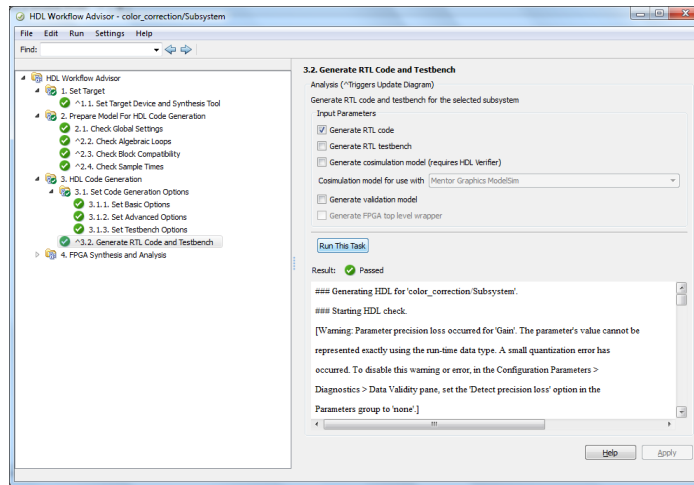 HDL Workflow Advisor - color_correction/Subsystem
File Edit Run Settings Help
Find:
HDL Workflow Advisor
1. Set Target
^1.1. Set Target Device and Synthesis Tool
2. Prepare Model For HDL Code Generation
2.1. Check Global Settings
^2.2. Check Algebraic Loops
^2.3. Check Block Compatibility
^2.4. Check Sample Times
3. HDL Code Generation
3.1. Set Code Generation Options
3.1.1. Set Basic Options
3.1.2. Set Advanced Options
3.1.3. Set Testbench Options
^3.2. Generate RTL Code and Testbench
4. FPGA Synthesis and Analysis
3.2. Generate RTL Code and Testbench
Analysis (^Triggers Update Diagram)
Generate RTL code and testbench for the selected subsystem
Input Parameters
Generate RTL code
Generate RTL testbench
Generate cosimulation model (requires HDL Verifier)
Cosimulation model for use with Mentor Graphics ModelSim
Generate validation model
Generate FPGA top level wrapper
Run This Task
Result: Passed
### Generating HDL for 'color_correction/Subsystem'.
### Starting HDL check.
[Warning: Parameter precision loss occurred for 'Gain'. The parameter's value cannot be
represented exactly using the run-time data type. A small quantization error has
occurred. To disable this warning or error, in the Configuration Parameters >
Diagnostics > Data Validity pane, set the 'Detect precision loss' option in the
Parameters group to 'none'.]
Help Apply